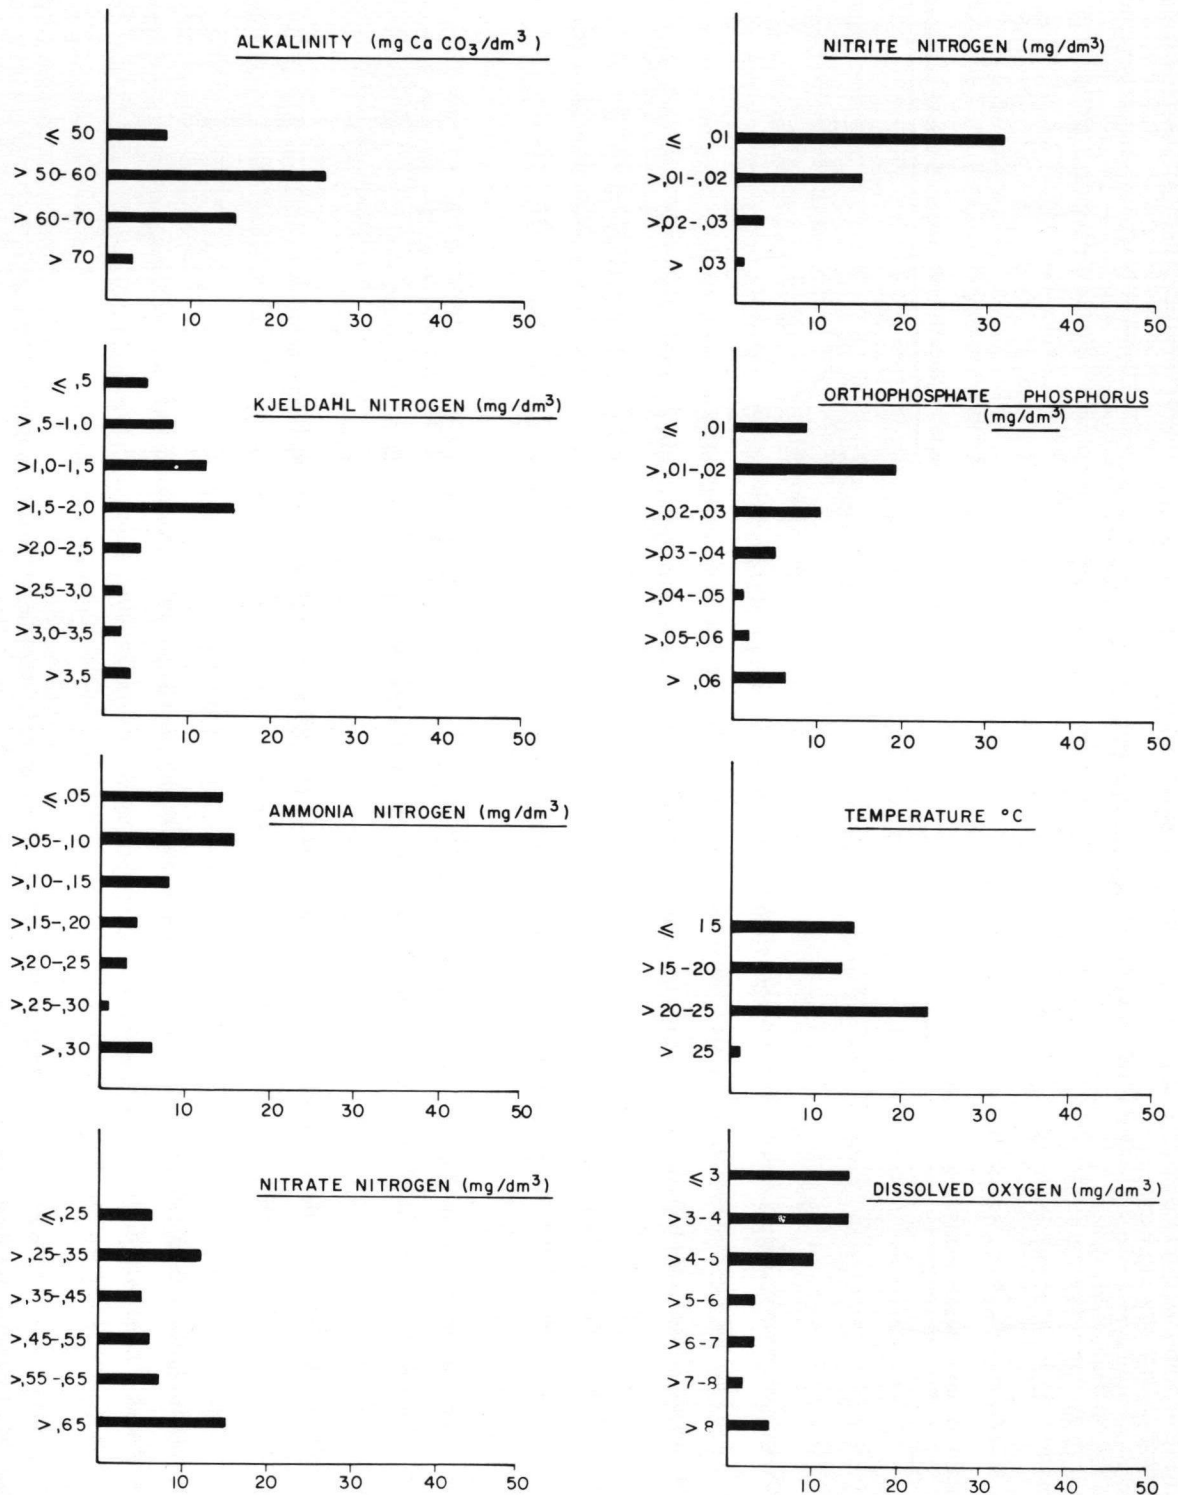 ALKALINITY (mg Ca CO3/dm3)
⩽ 50
> 50-60
> 60-70
> 70
10 20 30 40 50
NITRITE NITROGEN (mg/dm3)
⩽ ,01
>,01-,02
>,02-,03
> ,03
10 20 30 40 50
KJELDAHL NITROGEN (mg/dm3)
⩽ ,5
> ,5-1,0
>1,0-1,5
>1,5-2,0
>2,0-2,5
>2,5-3,0
>3,0-3,5
>3,5
10 20 30 40 50
ORTHOPHOSPHATE PHOSPHORUS
(mg/dm3)
⩽ ,01
>,01-,02
>,02-,03
>,03-,04
>,04-,05
>,05-,06
> ,06
10 20 30 40 50
AMMONIA NITROGEN (mg/dm3)
⩽ ,05
>,05-,10
>,10-,15
>,15-,20
>,20-,25
>,25-,30
>,30
10 20 30 40 50
TEMPERATURE °C
⩽ 15
>15-20
>20-25
> 25
10 20 30 40 50
NITRATE NITROGEN (mg/dm3)
⩽,25
>,25-,35
>,35-,45
>,45-,55
>,55-,65
>,65
10 20 30 40 50
DISSOLVED OXYGEN (mg/dm3)
⩽ 3
>3-4
>4-5
>5-6
>6-7
>7-8
>8
10 20 30 40 50